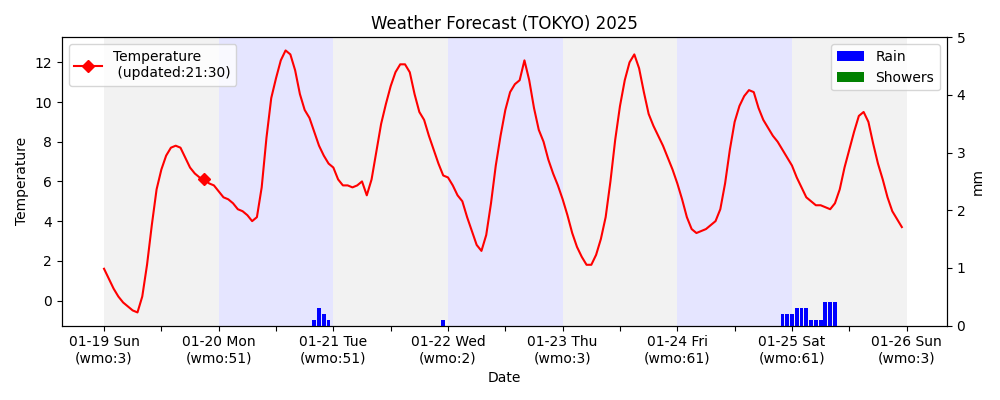 Weather Forecast (TOKYO) 2025
Temperature
(updated:21:30)
Rain
Showers
Temperature
12
10
8
6
4
2
0
5
4
3
2
1
0
mm
01-19 Sun
(wmo:3)
01-20 Mon
(wmo:51)
01-21 Tue
(wmo:51)
01-22 Wed
(wmo:2)
01-23 Thu
(wmo:3)
01-24 Fri
(wmo:61)
01-25 Sat
(wmo:61)
01-26 Sun
(wmo:3)
Date